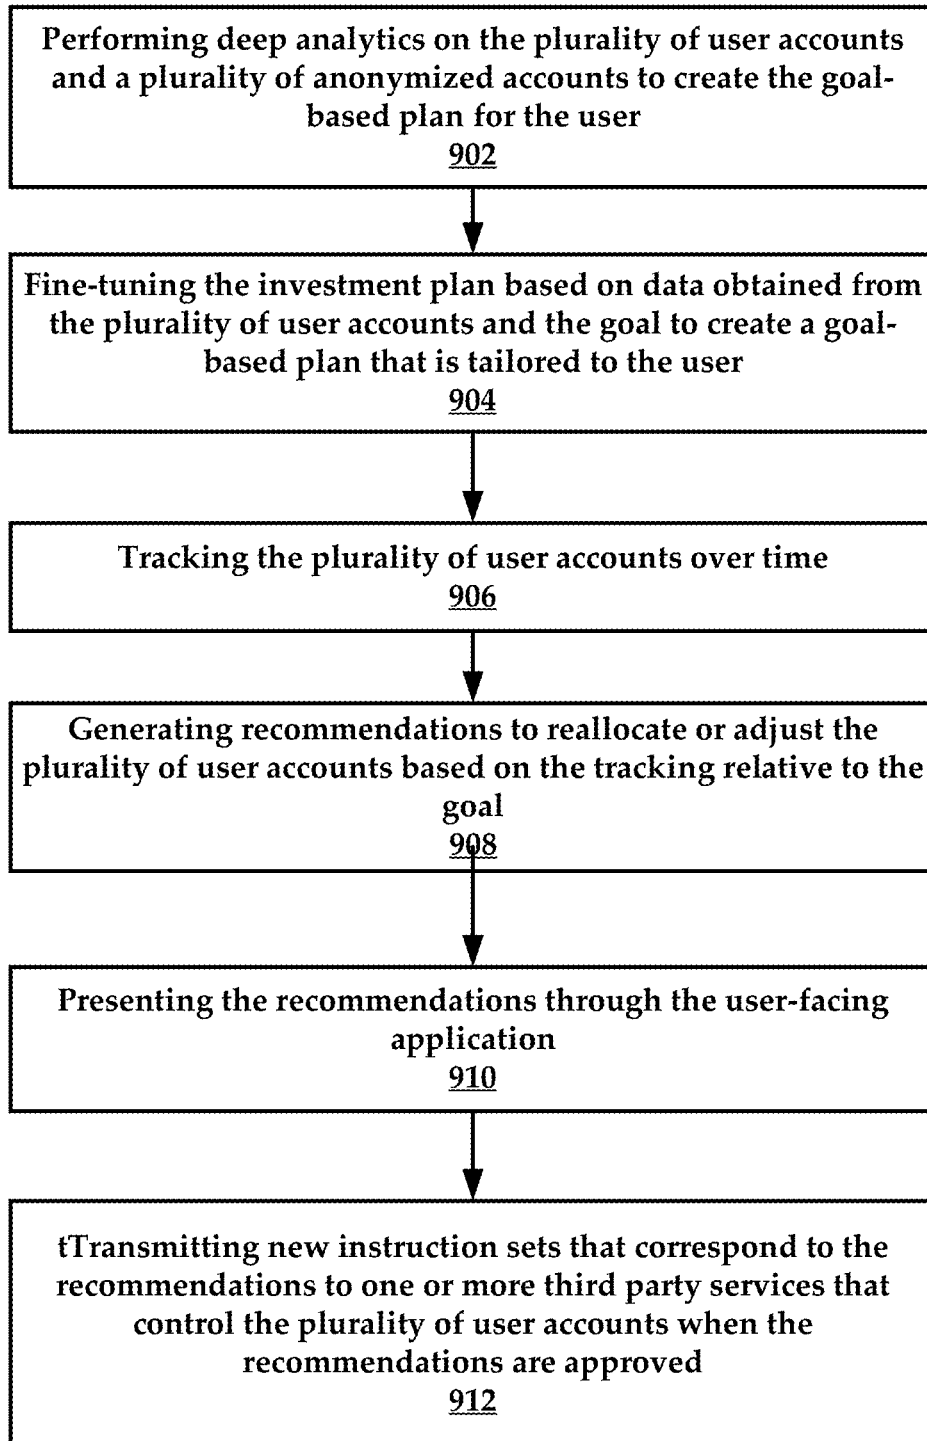 Performing deep analytics on the plurality of user accounts
and a plurality of anonymized accounts to create the goal-
based plan for the user
902
Fine-tuning the investment plan based on data obtained from
the plurality of user accounts and the goal to create a goal-
based plan that is tailored to the user
904
Tracking the plurality of user accounts over time
906
Generating recommendations to reallocate or adjust the
plurality of user accounts based on the tracking relative to the
goal
908
Presenting the recommendations through the user-facing
application
910
tTransmitting new instruction sets that correspond to the
recommendations to one or more third party services that
control the plurality of user accounts when the
recommendations are approved
912